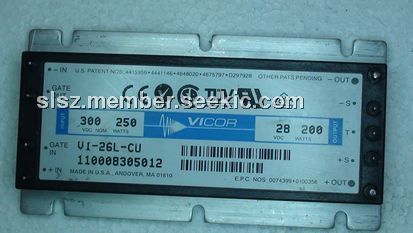 + IN
U.S. PATENT NOS. 4415959 • 4441146 • 4648020 • 4675797 • D297928
OTHER PATS. PENDING
- OUT
slsz.member.seekic.com
GATE
IN
CE
TÜV
- S
T
+ S
INPUT
300 250
VDC NOM WATTS
VICOR
28 200
VDC WATTS
OUTPUT
GATE
OUT
VI-26L-CU
110008305012
- IN
MADE IN U.S.A., ANDOVER, MA 01810
E.P.C. NOS: 0074399 • 0100356
+ OUT